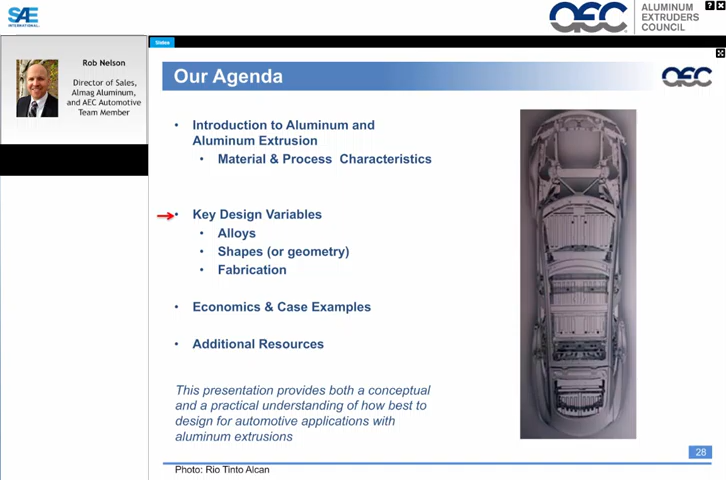 SAE
INTERNATIONAL
AEC
ALUMINUM
EXTRUDERS
COUNCIL
Slides
Rob Nelson
Director of Sales,
Almag Aluminum,
and AEC Automotive
Team Member
Our Agenda
AEC
• Introduction to Aluminum and
Aluminum Extrusion
• Material & Process Characteristics
• Key Design Variables
• Alloys
• Shapes (or geometry)
• Fabrication
• Economics & Case Examples
• Additional Resources
This presentation provides both a conceptual
and a practical understanding of how best to
design for automotive applications with
aluminum extrusions
28
Photo: Rio Tinto Alcan